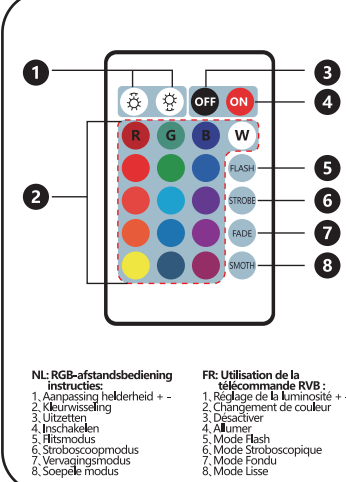 1
3
OFF
ON
4
R
G
B
W
FLASH
5
2
STROBE
6
FADE
7
SMOTH
8
NL: RGB-afstandsbediening
instructies:
1, Aanpassing helderheid + -
2, Kleurwisseling
3, Uitzetten
4, Inschakelen
5, Flitsmodus
6, Stroboscoopmodus
7, Vervagingsmodus
8, Soepele modus
FR: Utilisation de la
télécommande RVB :
1, Réglage de la luminosité + -
2, Changement de couleur
3, Désactiver
4, Allumer
5, Mode Flash
6, Mode Stroboscopique
7, Mode Fondu
8, Mode Lisse